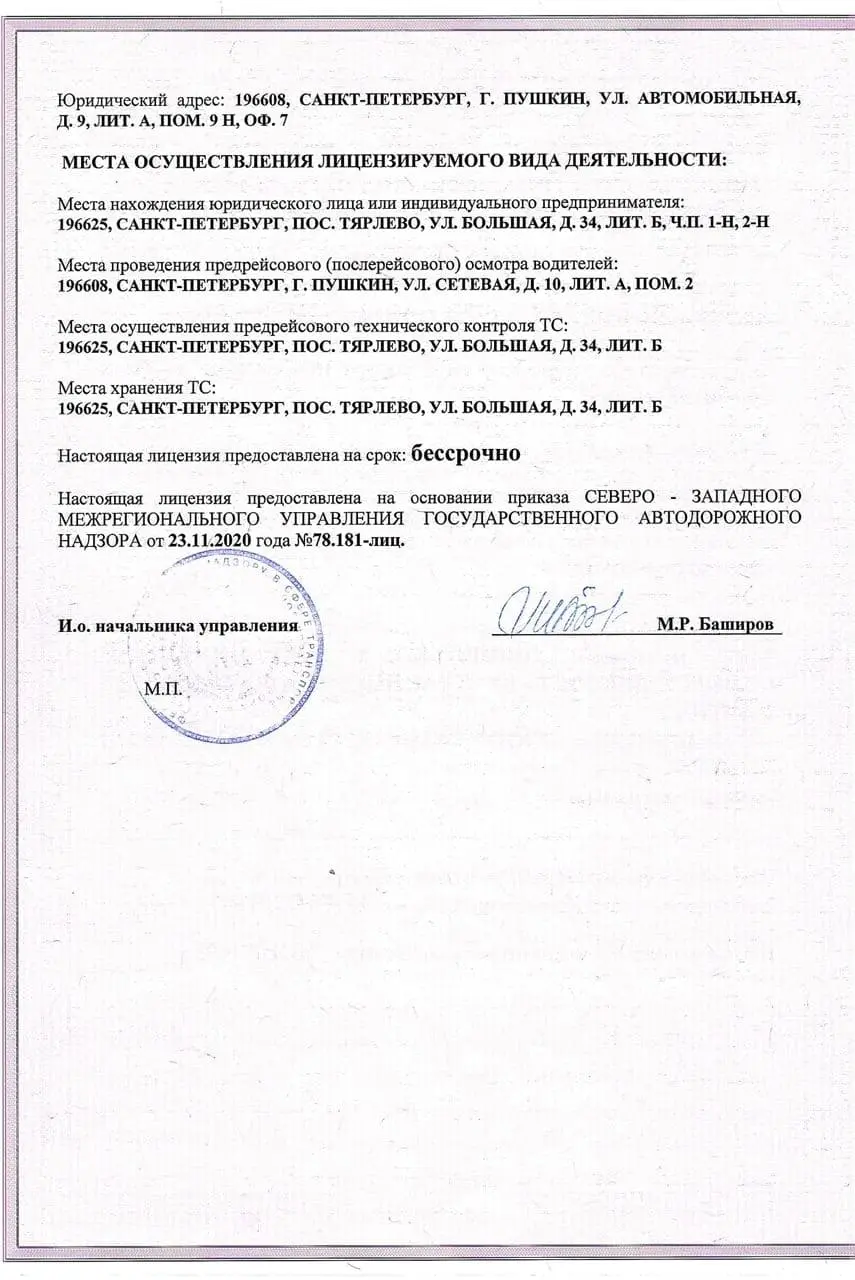 Юридический адрес: 196608, САНКТ-ПЕТЕРБУРГ, Г. ПУШКИН, УЛ. АВТОМОБИЛЬНАЯ,
Д. 9, ЛИТ. А, ПОМ. 9 Н, ОФ. 7
МЕСТА ОСУЩЕСТВЛЕНИЯ ЛИЦЕНЗИРУЕМОГО ВИДА ДЕЯТЕЛЬНОСТИ:
Места нахождения юридического лица или индивидуального предпринимателя:
196625, САНКТ-ПЕТЕРБУРГ, ПОС. ТЯРЛЕВО, УЛ. БОЛЬШАЯ, Д. 34, ЛИТ. Б, Ч.П. 1-Н, 2-Н
Места проведения предрейсового (послерейсового) осмотра водителей:
196608, САНКТ-ПЕТЕРБУРГ, Г. ПУШКИН, УЛ. СЕТЕВАЯ, Д. 10, ЛИТ. А, ПОМ. 2
Места осуществления предрейсового технического контроля ТС:
196625, САНКТ-ПЕТЕРБУРГ, ПОС. ТЯРЛЕВО, УЛ. БОЛЬШАЯ, Д. 34, ЛИТ. Б
Места хранения ТС:
196625, САНКТ-ПЕТЕРБУРГ, ПОС. ТЯРЛЕВО, УЛ. БОЛЬШАЯ, Д. 34, ЛИТ. Б
Настоящая лицензия предоставлена на срок: бессрочно
Настоящая лицензия предоставлена на основании приказа СЕВЕРО - ЗАПАДНОГО
МЕЖРЕГИОНАЛЬНОГО УПРАВЛЕНИЯ ГОСУДАРСТВЕННОГО АВТОДОРОЖНОГО
НАДЗОРА от 23.11.2020 года №78.181-лиц.
И.о. начальника управления
М.Р. Баширов
М.П.
НАДЗОРУ В СФЕРЕ ТРАНСПОР